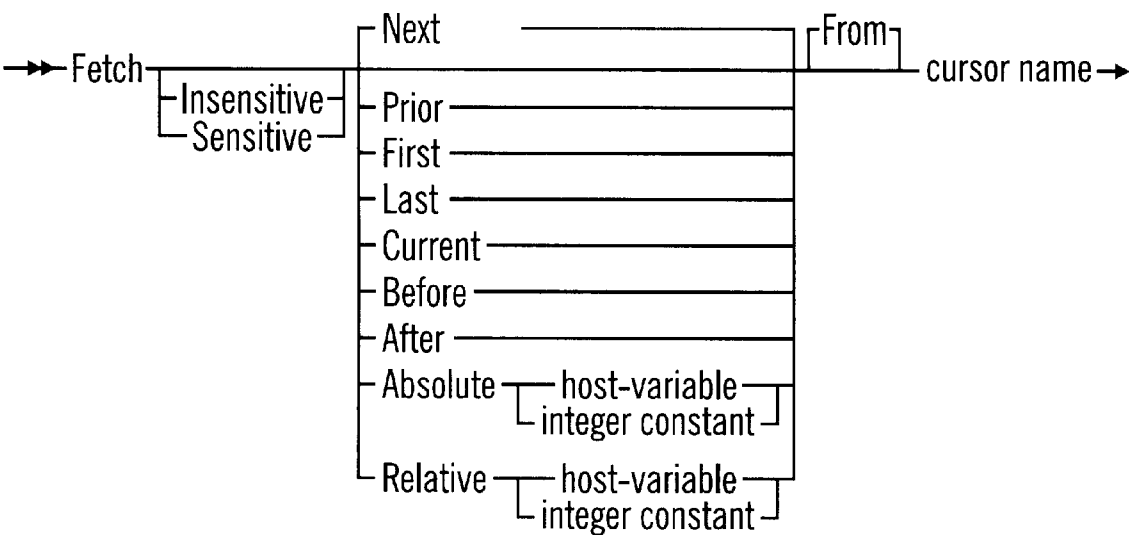 Next From
Fetch cursor name
Insensitive
Sensitive
Prior
First
Last
Current
Before
After
Absolute host-variable
integer constant
Relative host-variable
integer constant